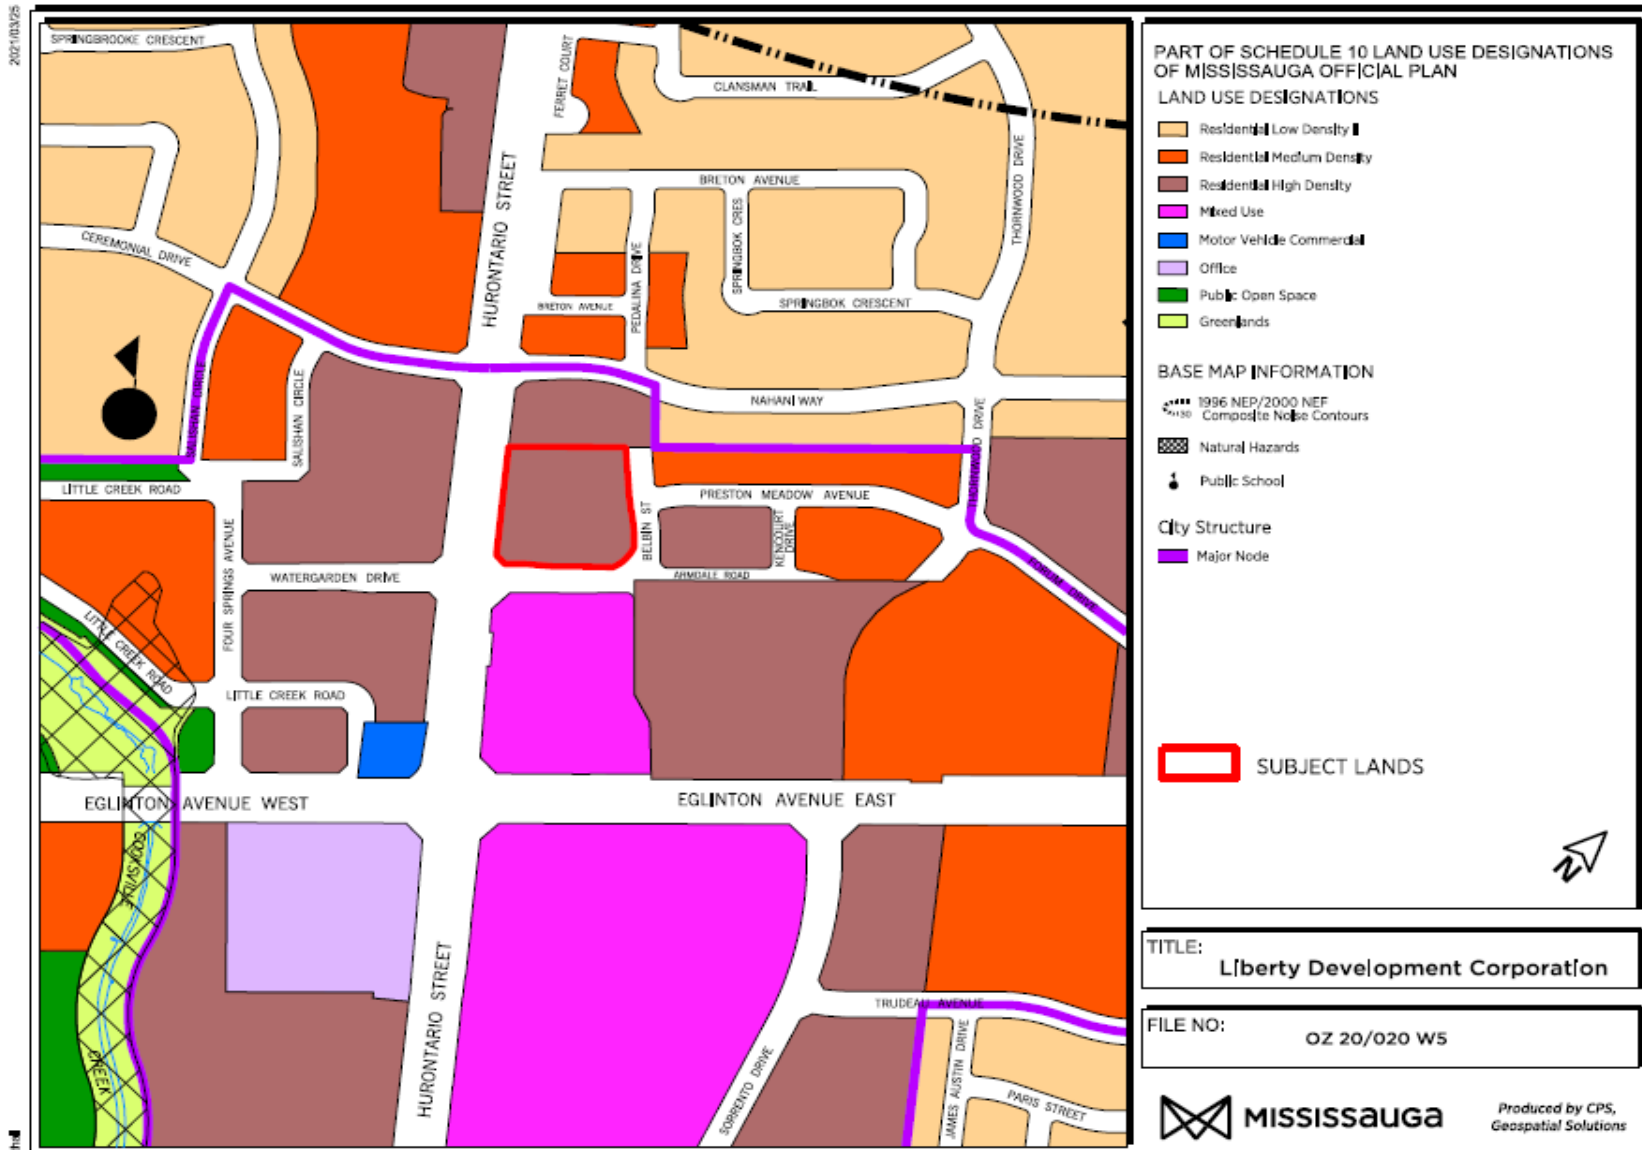 2021/03/25
SPRINGBROOKE CRESCENT
FERRET COURT
CLANSMAN TRAIL
THORNWOOD DRIVE
HURONTARIO STREET
BRETON AVENUE
SPRINGBOK CRES
CEREMONIAL DRIVE
PEDALINA DRIVE
BRETON AVENUE
SPRINGBOK CRESCENT
SALISHAN CIRCLE
SALISHAN CIRCLE
NAHANI WAY
THORNWOOD DRIVE
LITTLE CREEK ROAD
PRESTON MEADOW AVENUE
BELBIN ST
KENCOURT
DRIVE
FOUR SPRINGS AVENUE
WATERGARDEN DRIVE
ARMDALE ROAD
FORUM DRIVE
LITTLE CREEK ROAD
LITTLE CREEK ROAD
EGLINTON AVENUE WEST
EGLINTON AVENUE EAST
COOKSVILLE
CREEK
HURONTARIO STREET
TRUDEAU AVENUE
SORRENTO DRIVE
JAMES AUSTIN DRIVE
PARIS STREET
PART OF SCHEDULE 10 LAND USE DESIGNATIONS
OF MISSISSAUGA OFFICIAL PLAN
LAND USE DESIGNATIONS
Residential Low Density I
Residential Medium Density
Residential High Density
Mixed Use
Motor Vehicle Commercial
Office
Public Open Space
Greenlands
BASE MAP INFORMATION
1996 NEP/2000 NEF
Composite Noise Contours
30
Natural Hazards
Public School
City Structure
Major Node
SUBJECT LANDS
N
TITLE:
Liberty Development Corporation
FILE NO:
OZ 20/020 W5
MISSISSauGa
Produced by CPS,
Geospatial Solutions